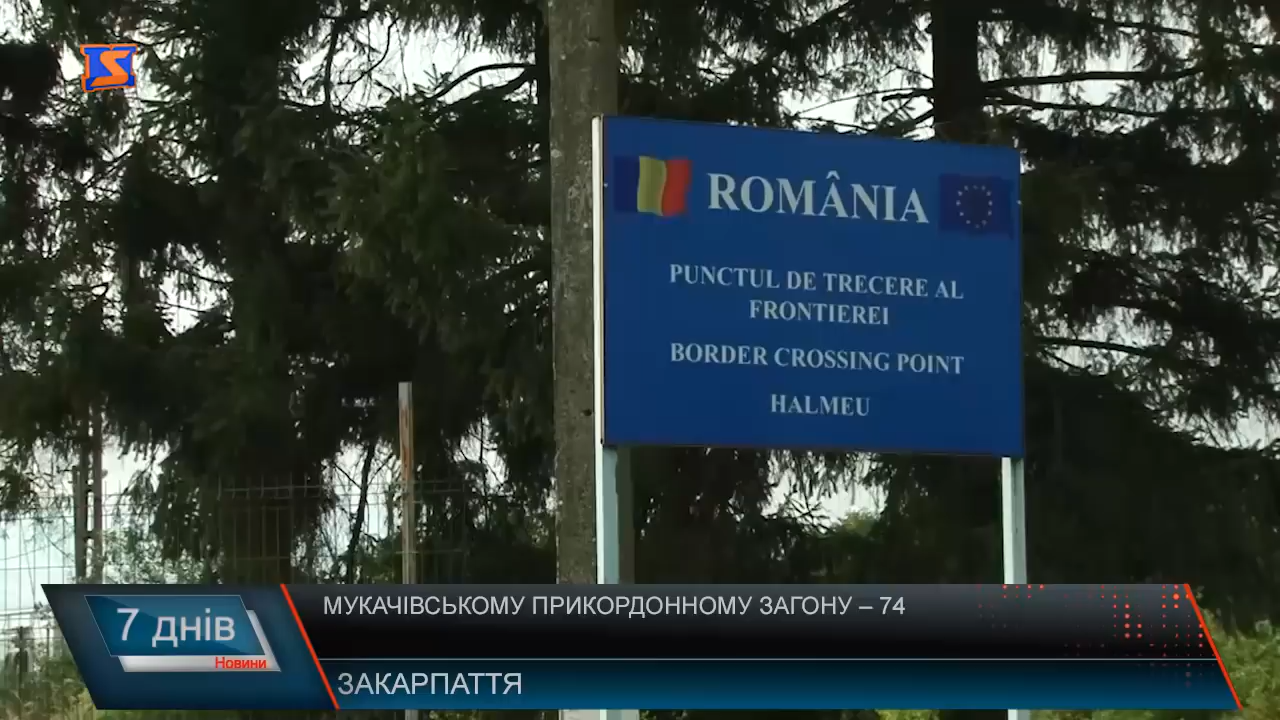 S
ROMÂNIA
PUNCTUL DE TRECERE AL
FRONTIEREI
BORDER CROSSING POINT
HALMEU
7 днів
Новини
МУКАЧІВСЬКОМУ ПРИКОРДОННОМУ ЗАГОНУ – 74
ЗАКАРПАТТЯ